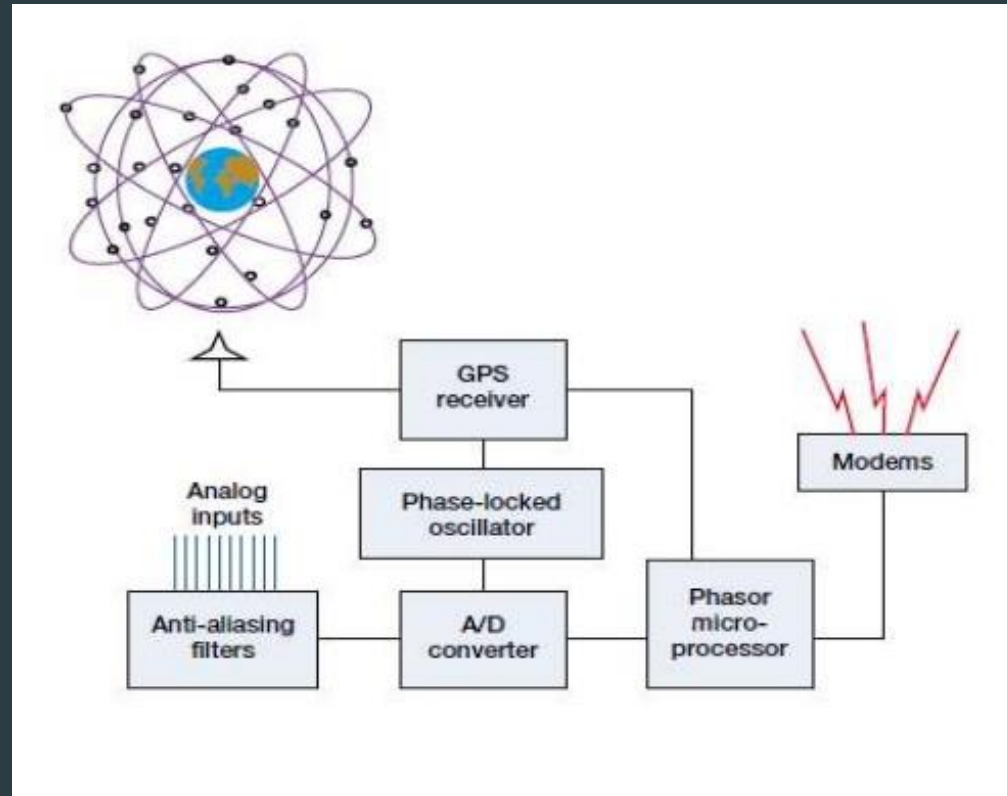 GPS
receiver
Modems
Analog
inputs
Phase-locked
oscillator
Anti-aliasing
filters
A/D
converter
Phasor
micro-
processor